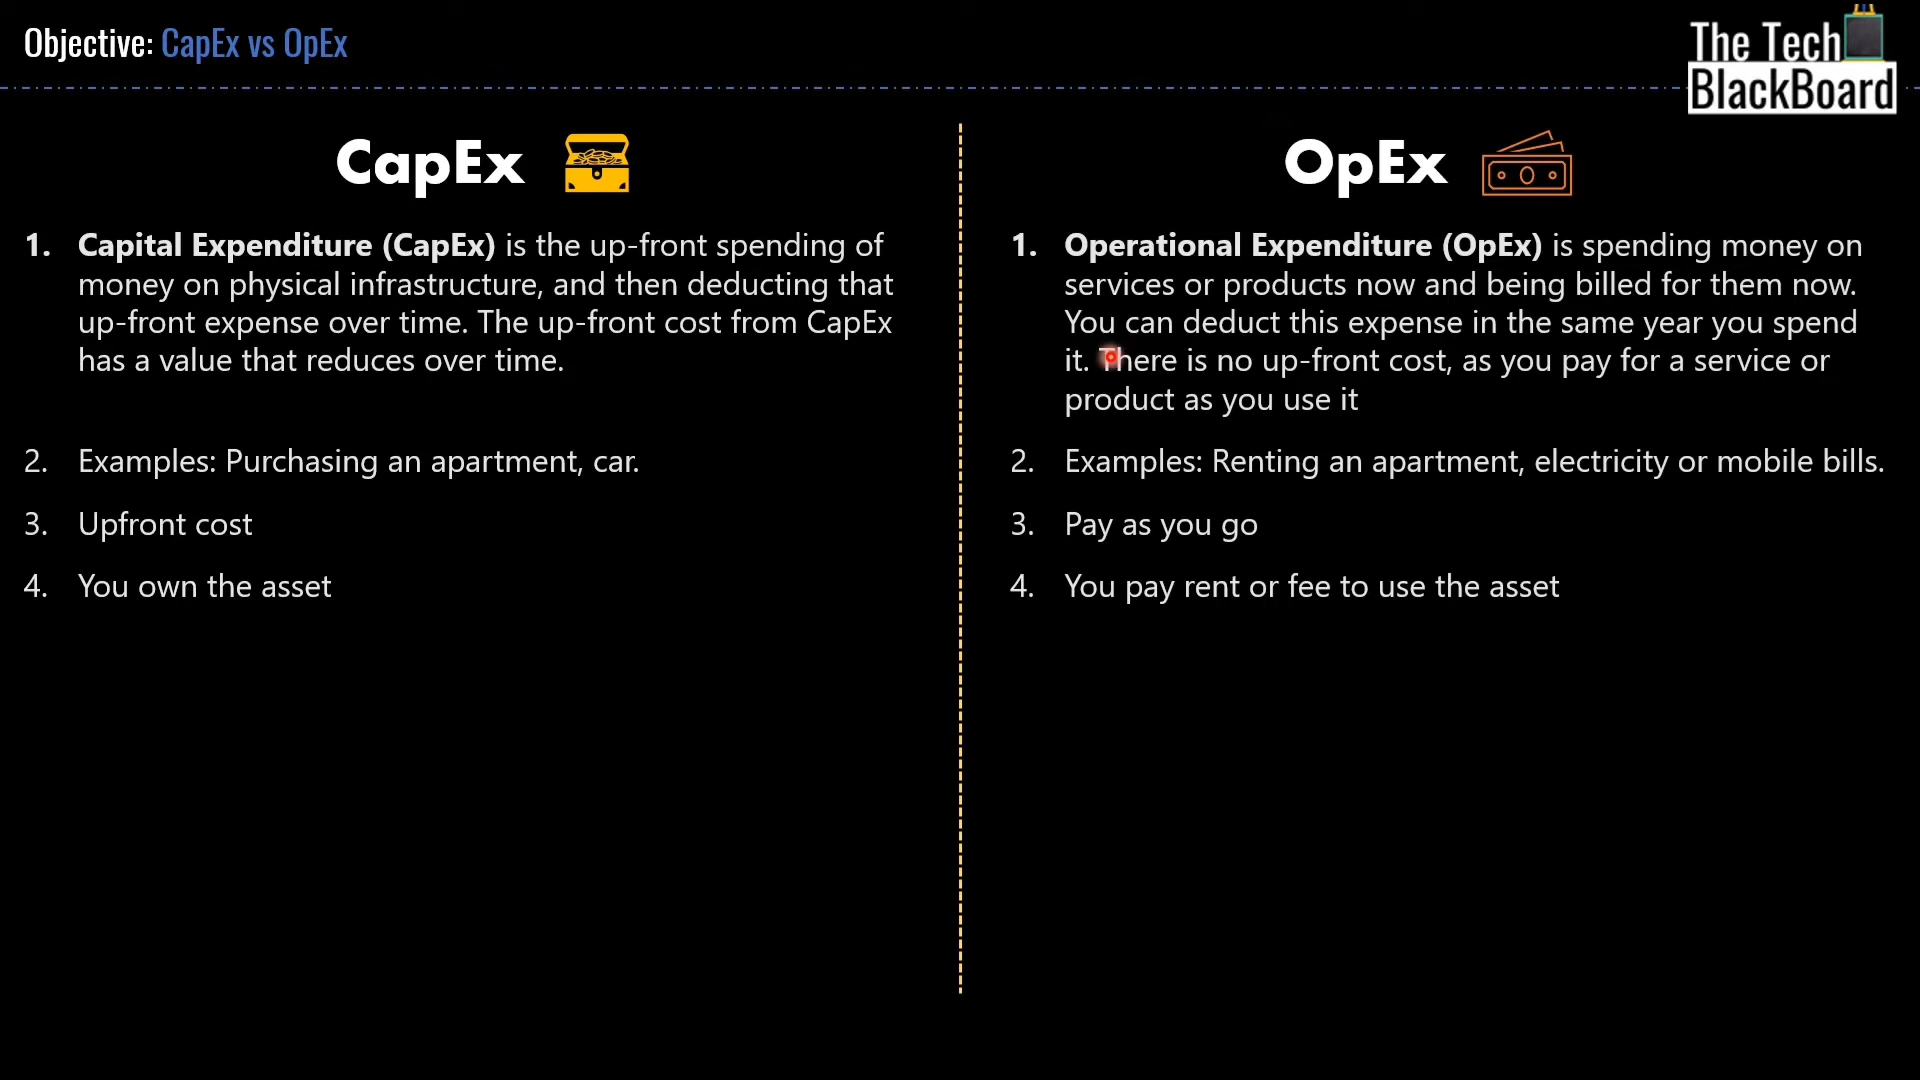 Objective: CapEx vs OpEx
The Tech
BlackBoard
CapEx
1. Capital Expenditure (CapEx) is the up-front spending of
money on physical infrastructure, and then deducting that
up-front expense over time. The up-front cost from CapEx
has a value that reduces over time.
2. Examples: Purchasing an apartment, car.
3. Upfront cost
4. You own the asset
OpEx
1. Operational Expenditure (OpEx) is spending money on
services or products now and being billed for them now.
You can deduct this expense in the same year you spend
it. There is no up-front cost, as you pay for a service or
product as you use it
2. Examples: Renting an apartment, electricity or mobile bills.
3. Pay as you go
4. You pay rent or fee to use the asset